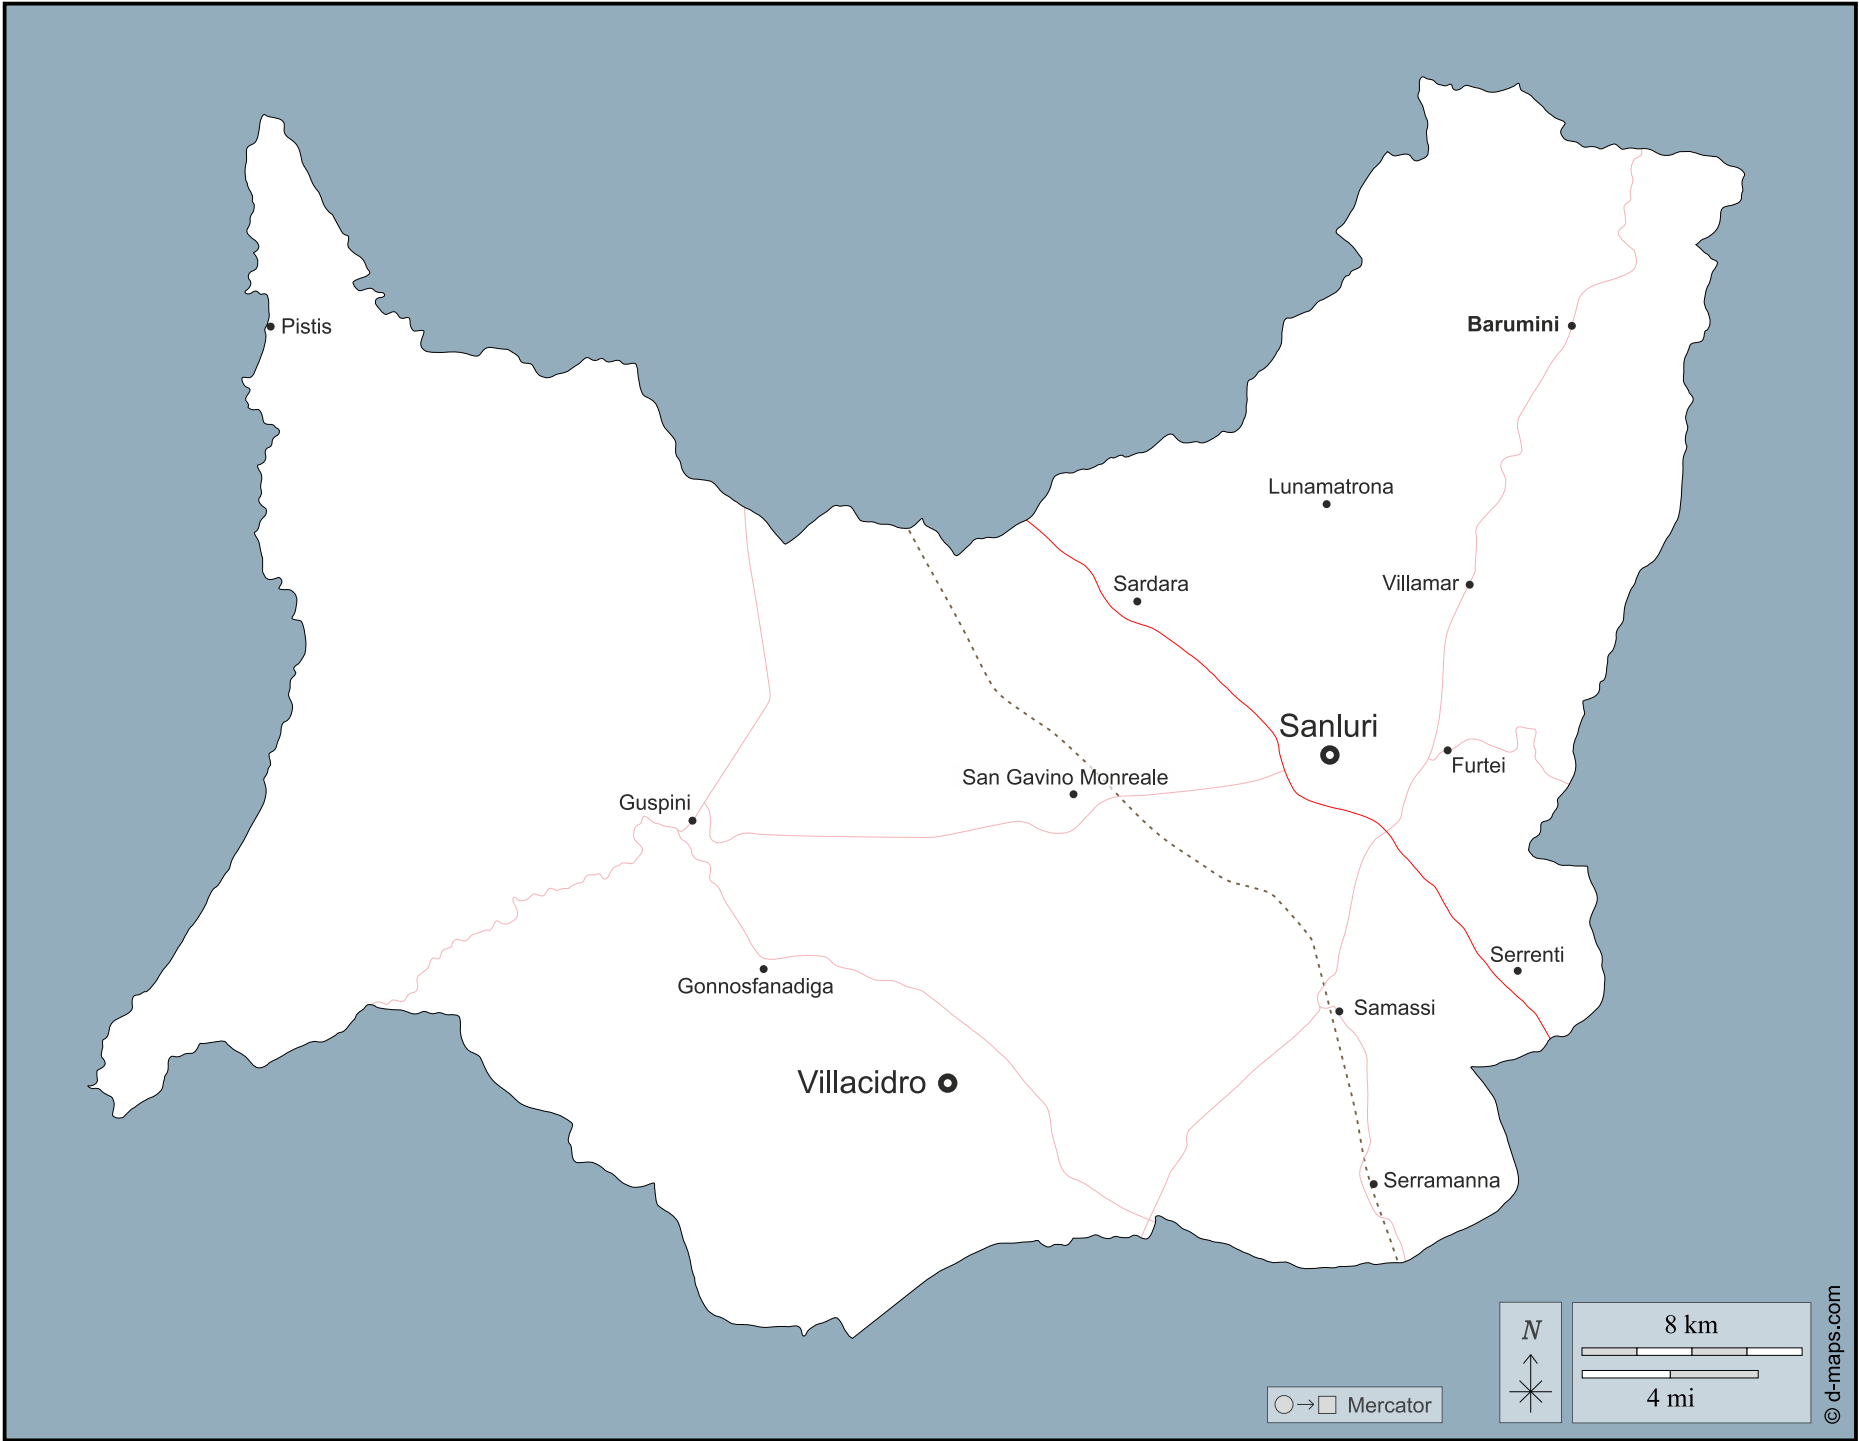 Pistis
Barumini
Lunamatrona
Sardara
Villamar
Sanluri
Furtei
San Gavino Monreale
Guspini
Serrenti
Gonnosfanadiga
Samassi
Villacidro
Serramanna
N
8 km
4 mi
Mercator
© d-maps.com